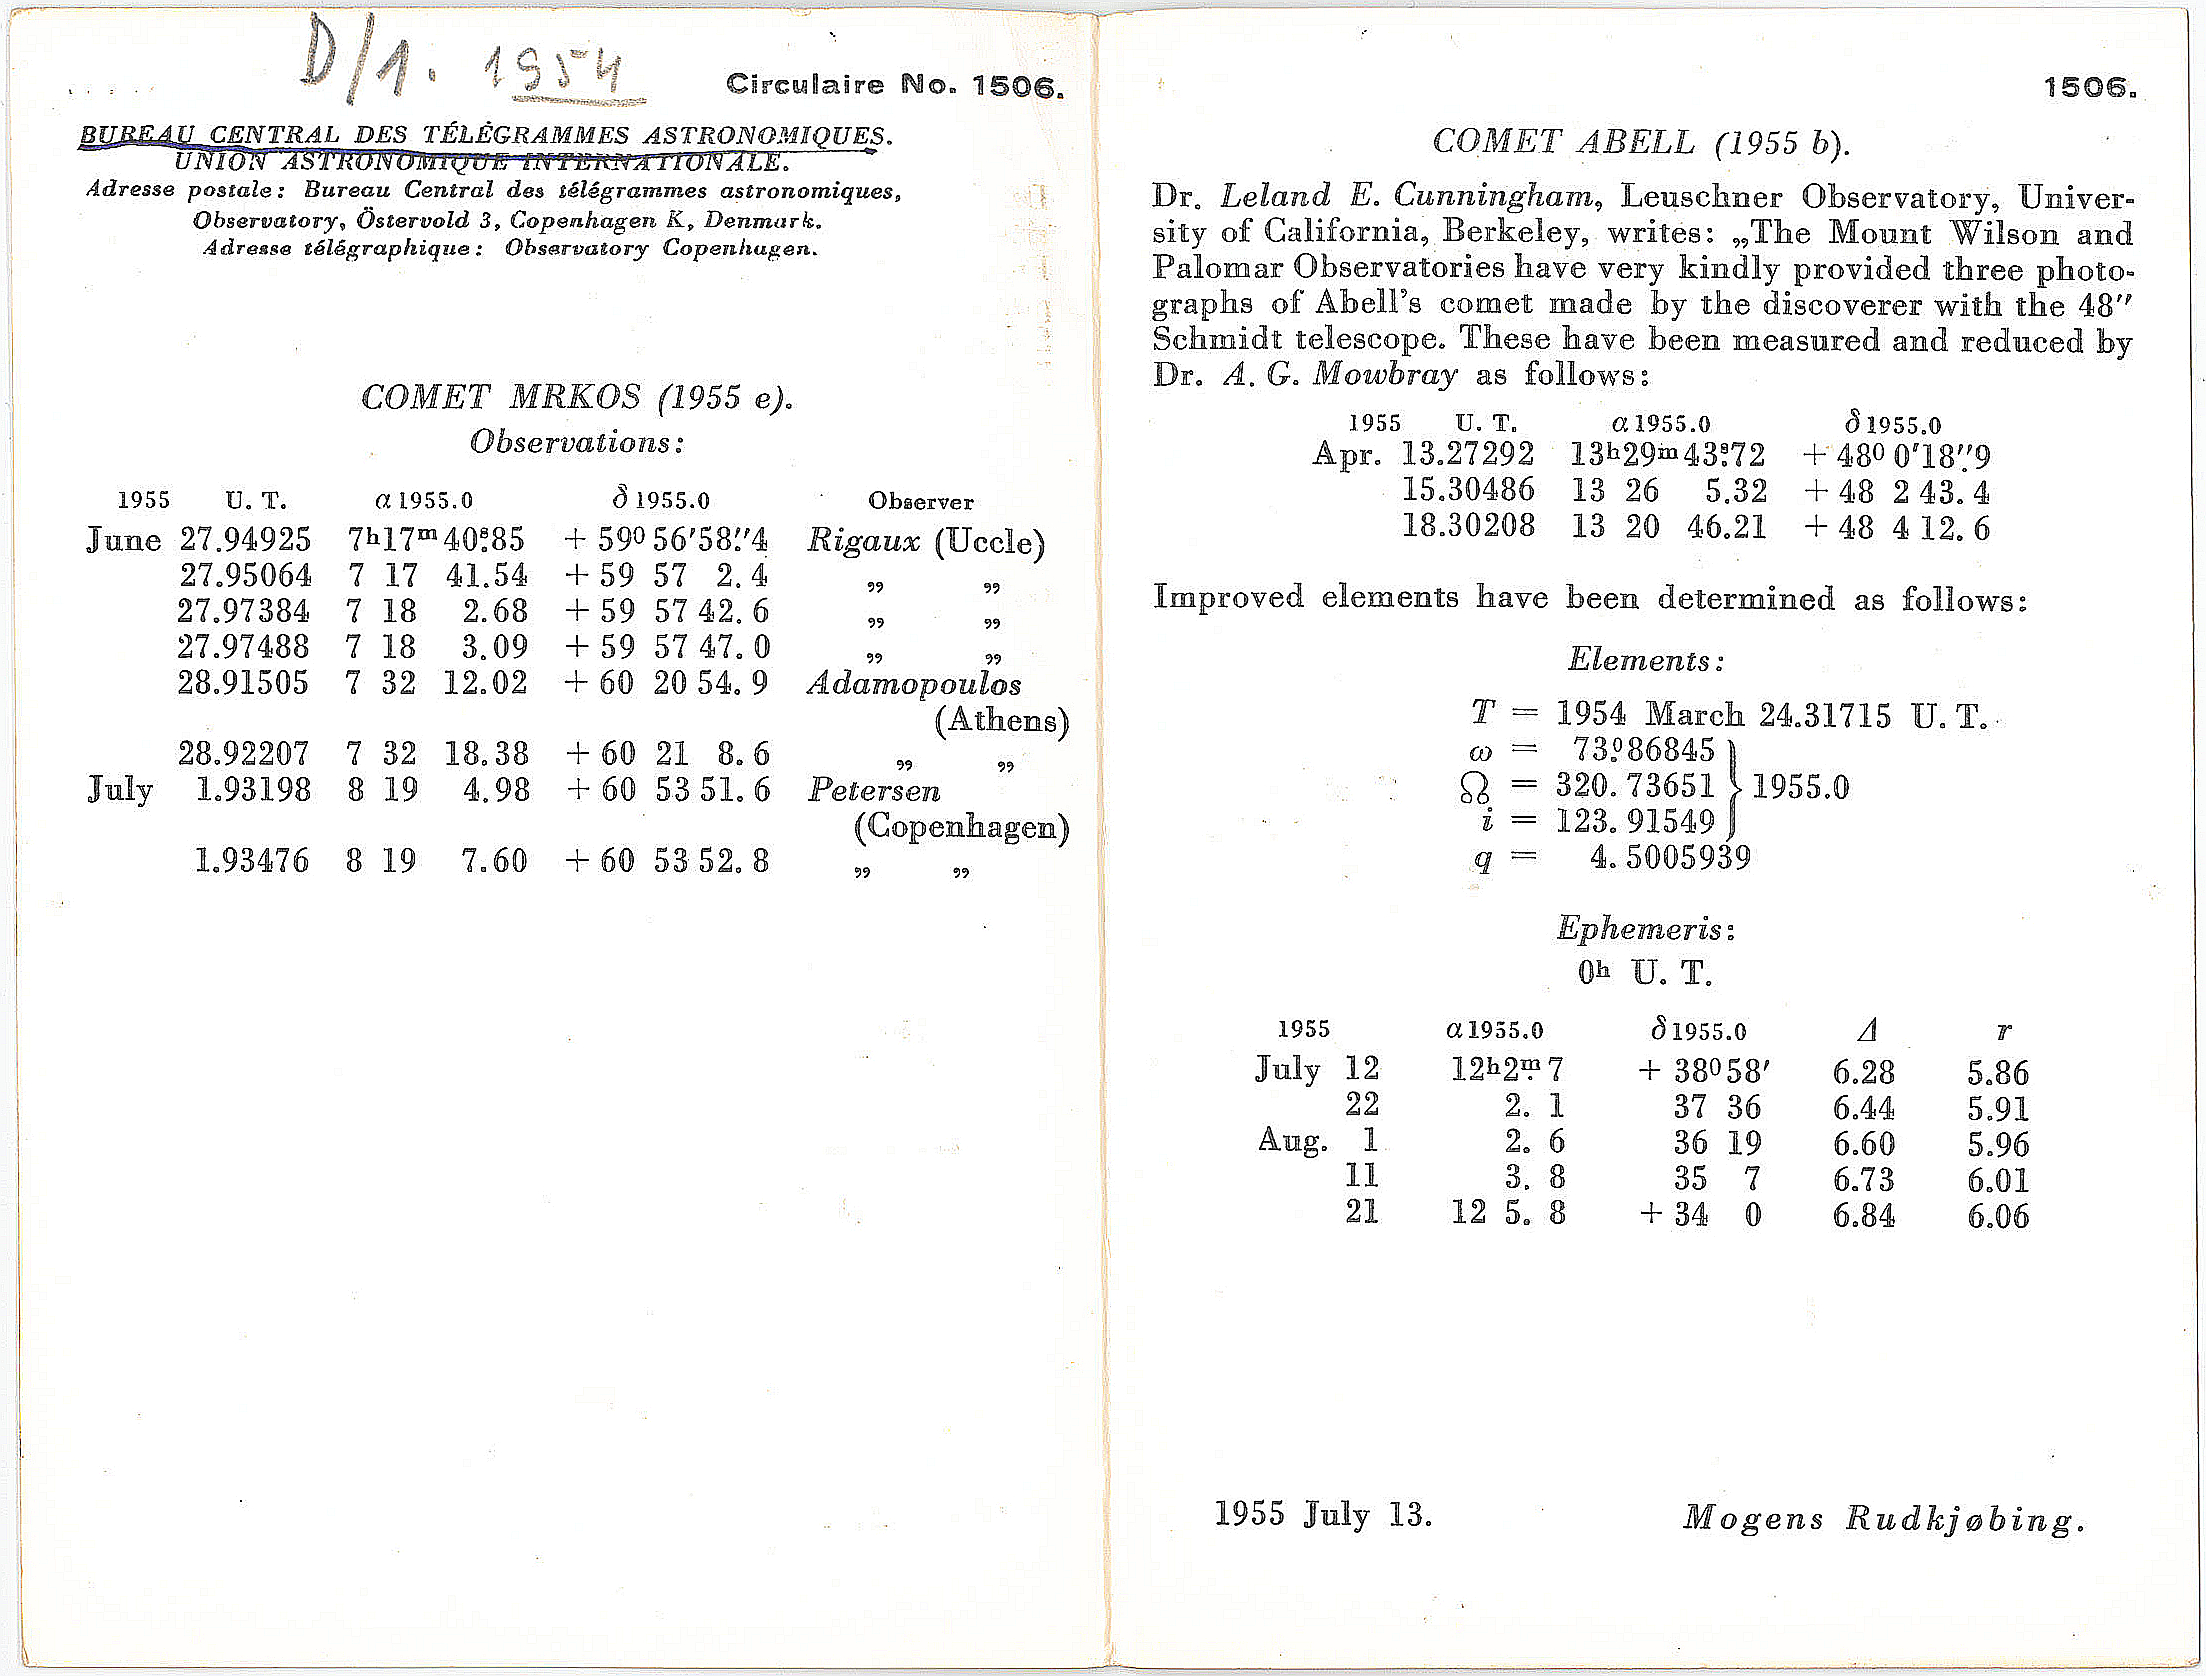 D/1. 1954
Circulaire No. 1506.
BUREAU CENTRAL DES TÉLÉGRAMMES ASTRONOMIQUES.
UNION ASTRONOMIQUE INTERNATIONALE.
Adresse postale: Bureau Central des télégrammes astronomiques,
Observatory, Östervold 3, Copenhagen K, Denmark.
Adresse télégraphique: Observatory Copenhagen.
COMET MRKOS (1955 e).
Observations:
1955 U. T. α 1955.0 δ 1955.0 Observer
June 27.94925 7ʰ17ᵐ40ˢ.85 + 59⁰ 56′58″.4 Rigaux (Uccle)
27.95064 7 17 41.54 + 59 57 2.4 „ „
27.97384 7 18 2.68 + 59 57 42.6 „ „
27.97488 7 18 3.09 + 59 57 47.0 „ „
28.91505 7 32 12.02 + 60 20 54.9 Adamopoulos
(Athens)
28.92207 7 32 18.38 + 60 21 8.6 „ „
July 1.93198 8 19 4.98 + 60 53 51.6 Petersen
(Copenhagen)
1.93476 8 19 7.60 + 60 53 52.8 „ „
1506.
COMET ABELL (1955 b).
Dr. Leland E. Cunningham, Leuschner Observatory, Univer-
sity of California, Berkeley, writes: „The Mount Wilson and
Palomar Observatories have very kindly provided three photo-
graphs of Abell's comet made by the discoverer with the 48″
Schmidt telescope. These have been measured and reduced by
Dr. A. G. Mowbray as follows:
1955 U. T. α 1955.0 δ 1955.0
Apr. 13.27292 13ʰ29ᵐ43ˢ.72 + 48⁰ 0′18″.9
15.30486 13 26 5.32 + 48 2 43.4
18.30208 13 20 46.21 + 48 4 12.6
Improved elements have been determined as follows:
Elements:
T = 1954 March 24.31715 U. T.
ω = 73⁰.86845
☊ = 320.73651 } 1955.0
i = 123.91549
q = 4.5005939
Ephemeris:
0ʰ U. T.
1955 α 1955.0 δ 1955.0 Δ r
July 12 12ʰ2ᵐ.7 + 38⁰58′ 6.28 5.86
22 2.1 37 36 6.44 5.91
Aug. 1 2.6 36 19 6.60 5.96
11 3.8 35 7 6.73 6.01
21 12 5.8 + 34 0 6.84 6.06
1955 July 13. Mogens Rudkjøbing.